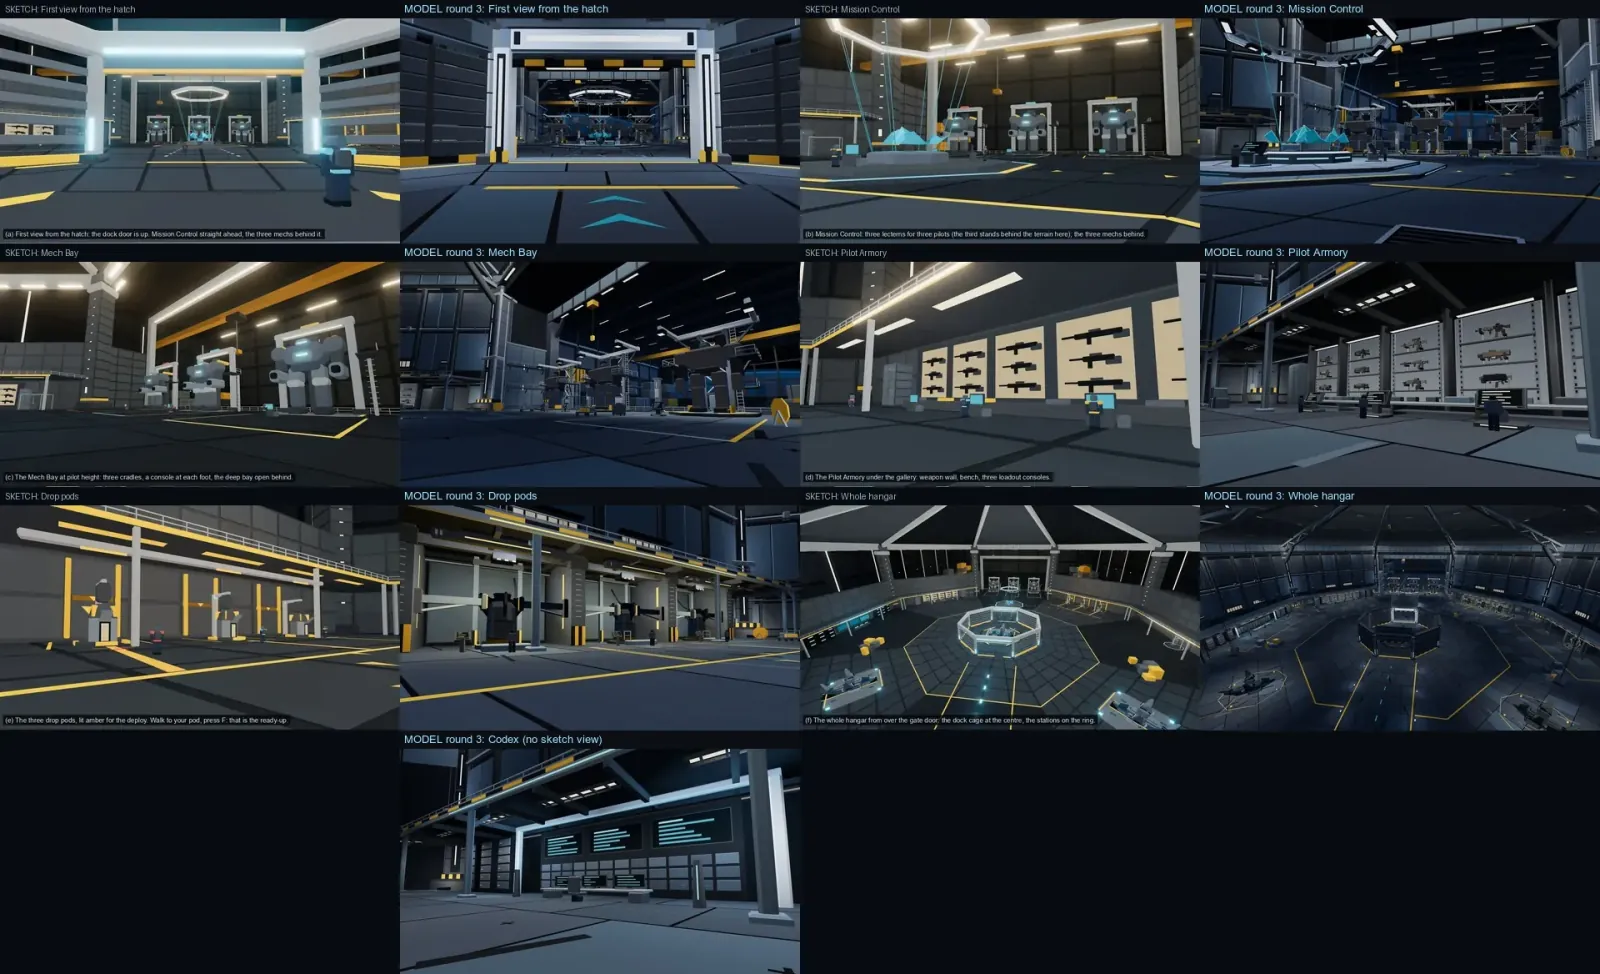 SKETCH: First view from the hatch
MODEL round 3: First view from the hatch
SKETCH: Mission Control
MODEL round 3: Mission Control
(a) First view from the hatch: the dock door is up. Mission Control straight ahead, the three mechs behind it.
(b) Mission Control: three lecterns for three pilots (the third stands behind the terrain here); the three mechs behind.
SKETCH: Mech Bay
MODEL round 3: Mech Bay
SKETCH: Pilot Armory
MODEL round 3: Pilot Armory
(c) The Mech Bay at pilot height: three cradles, a console at each foot, the deep bay open behind.
(d) The Pilot Armory under the gallery: weapon wall, bench, three loadout consoles.
SKETCH: Drop pods
MODEL round 3: Drop pods
SKETCH: Whole hangar
MODEL round 3: Whole hangar
(e) The three drop pods, lit amber for the deploy. Walk to your pod, press F: that is the ready-up.
(f) The whole hangar from over the gate door: the dock cage at the centre, the stations on the ring.
MODEL round 3: Codex (no sketch view)